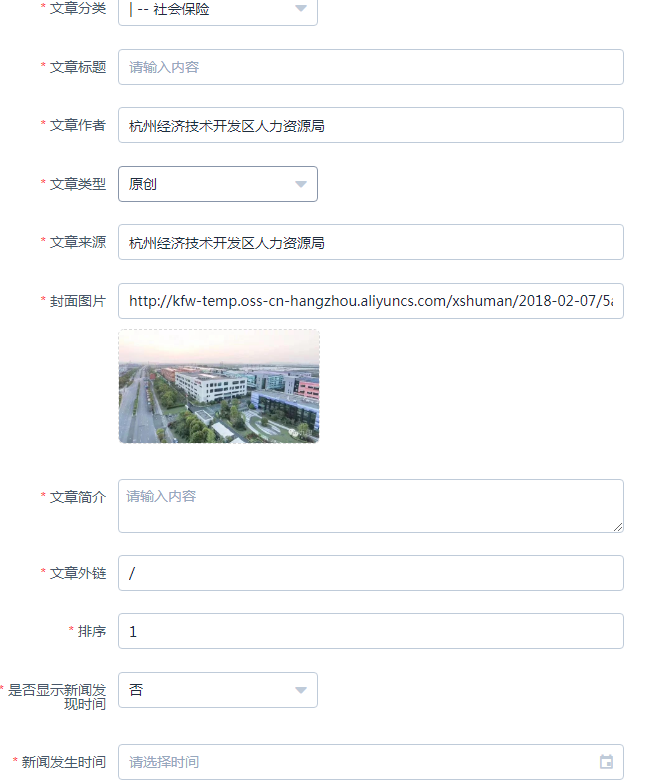 * 文章分类 | -- 社会保险
* 文章标题 请输入内容
* 文章作者 杭州经济技术开发区人力资源局
* 文章类型 原创
* 文章来源 杭州经济技术开发区人力资源局
* 封面图片 http://kfw-temp.oss-cn-hangzhou.aliyuncs.com/xshuman/2018-02-07/5a
* 文章简介 请输入内容
* 文章外链 /
* 排序 1
* 是否显示新闻发
现时间 否
* 新闻发生时间 请选择时间